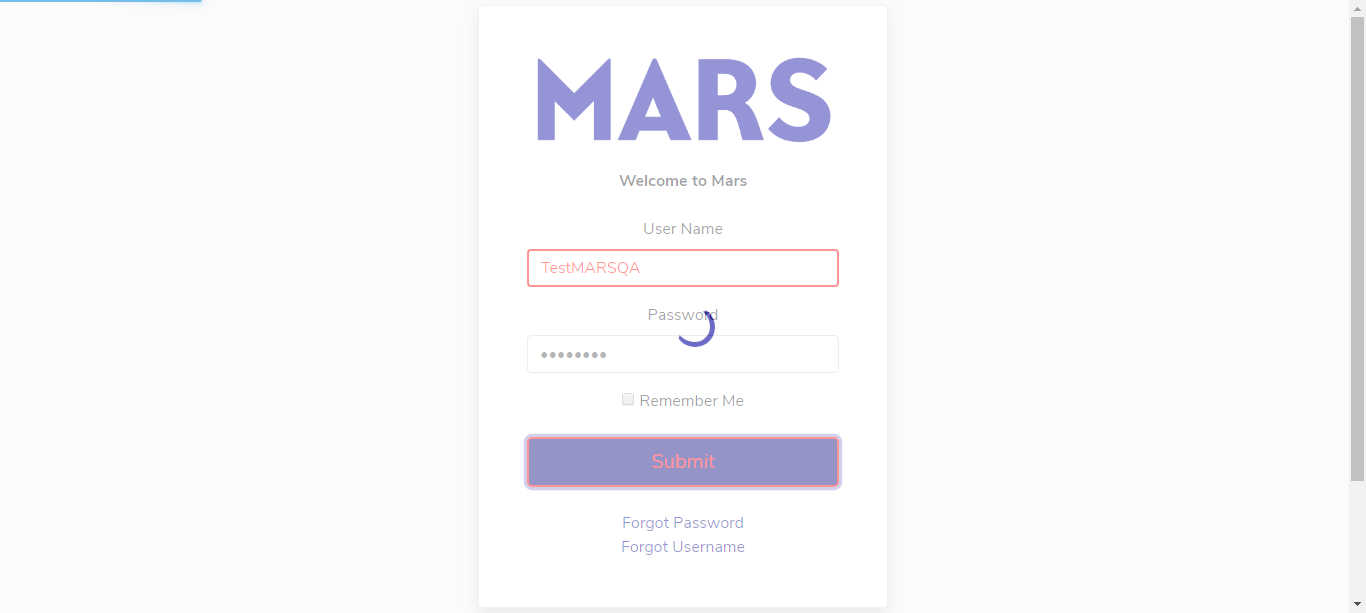 MARS
Welcome to Mars
User Name
TestMARSQA
Password
••••••••
Remember Me
Submit
Forgot Password
Forgot Username